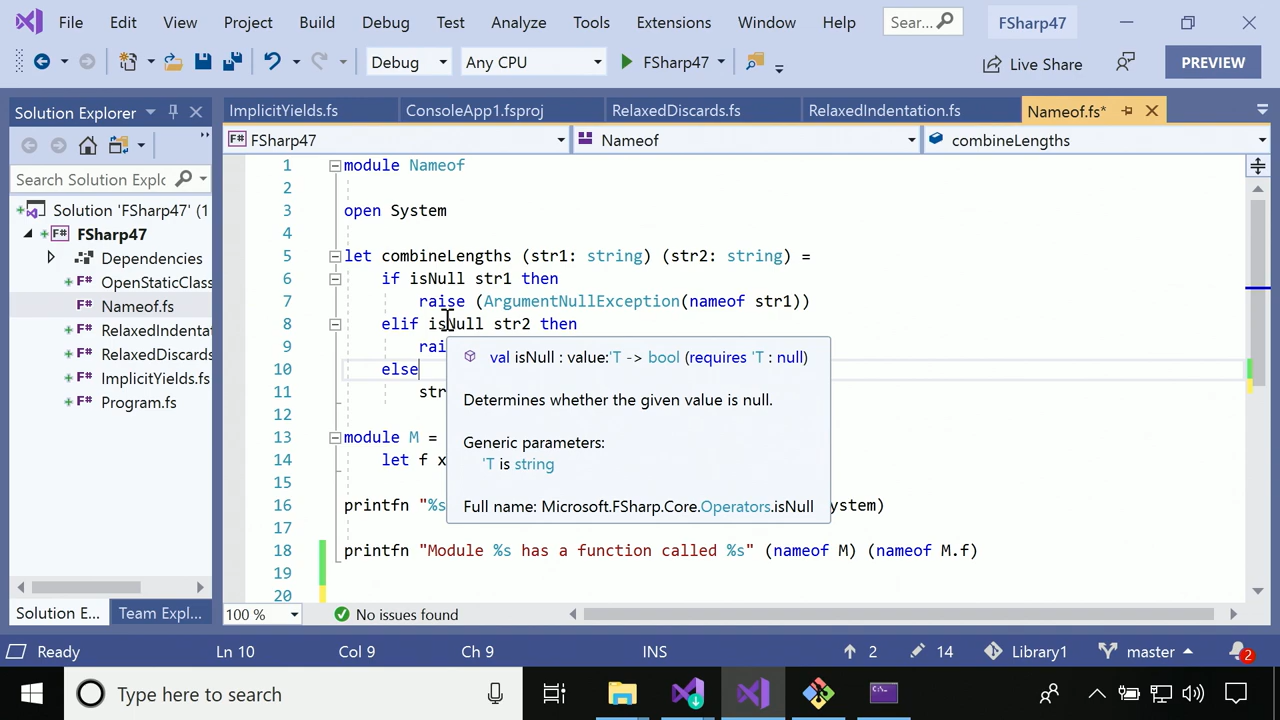 File Edit View Project Build Debug Test Analyze Tools Extensions Window Help Sear... FSharp47
Debug Any CPU FSharp47 Live Share PREVIEW
Solution Explorer
Search Solution Explo
Solution 'FSharp47' (1
FSharp47
Dependencies
OpenStaticClass
Nameof.fs
RelaxedIndenta
RelaxedDiscards
ImplicitYields.fs
Program.fs
Solution E... Team Expl...
ImplicitYields.fs ConsoleApp1.fsproj RelaxedDiscards.fs RelaxedIndentation.fs Nameof.fs*
FSharp47 Nameof combineLengths
1 module Nameof
2
3 open System
4
5 let combineLengths (str1: string) (str2: string) =
6 if isNull str1 then
7 raise (ArgumentNullException(nameof str1))
8 elif isNull str2 then
9 rai
10 else
11 str
12
13 module M =
14 let f x
15
16 printfn "%s ystem)
17
18 printfn "Module %s has a function called %s" (nameof M) (nameof M.f)
19
20
val isNull : value:'T -> bool (requires 'T : null)
Determines whether the given value is null.
Generic parameters:
'T is string
Full name: Microsoft.FSharp.Core.Operators.isNull
100 % No issues found
Ready Ln 10 Col 9 Ch 9 INS 2 14 Library1 master 2
Type here to search